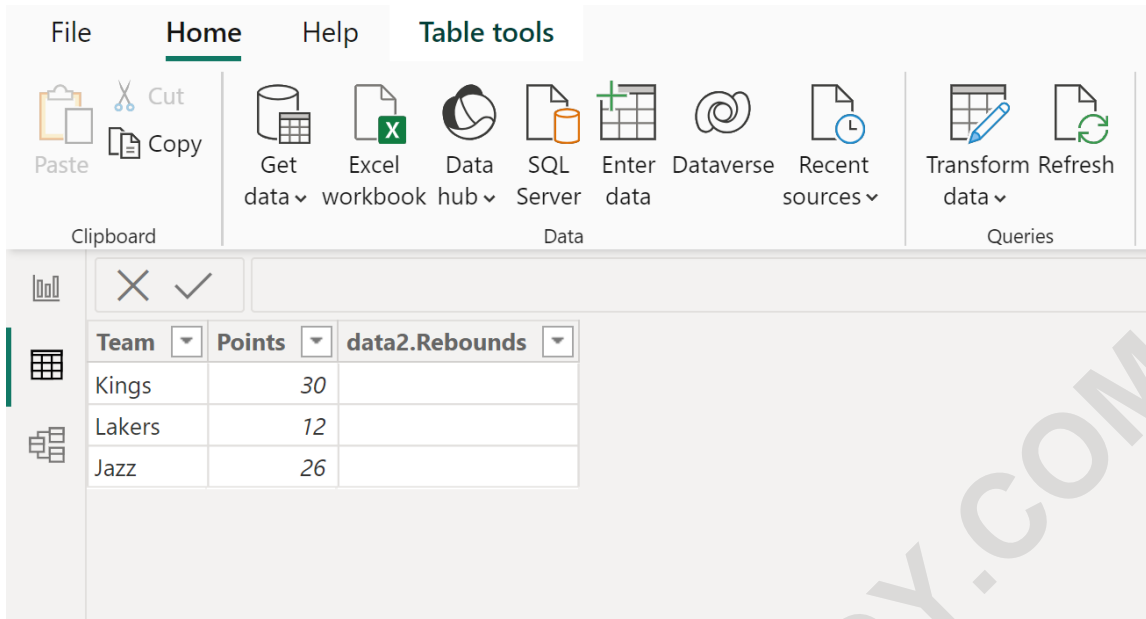 File Home Help Table tools
Cut
Copy
Paste
Get data
Excel workbook
Data hub
SQL Server
Enter data
Dataverse
Recent sources
Transform data
Refresh
Clipboard Data Queries
Team Points data2.Rebounds
Kings 30
Lakers 12
Jazz 26
Y.COM